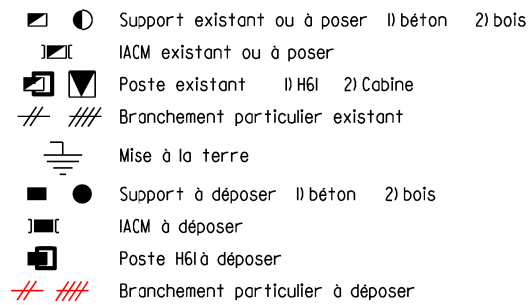 Support existant ou à poser 1) béton 2) bois
IACM existant ou à poser
Poste existant 1) H61 2) Cabine
Branchement particulier existant
Mise à la terre
Support à déposer 1) béton 2) bois
IACM à déposer
Poste H61 à déposer
Branchement particulier à déposer